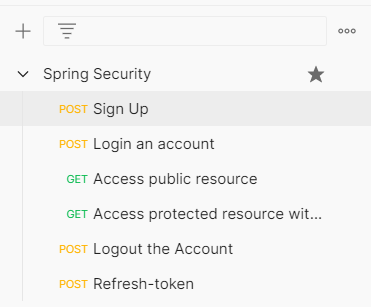 Spring Security
POST Sign Up
POST Login an account
GET Access public resource
GET Access protected resource wit...
POST Logout the Account
POST Refresh-token